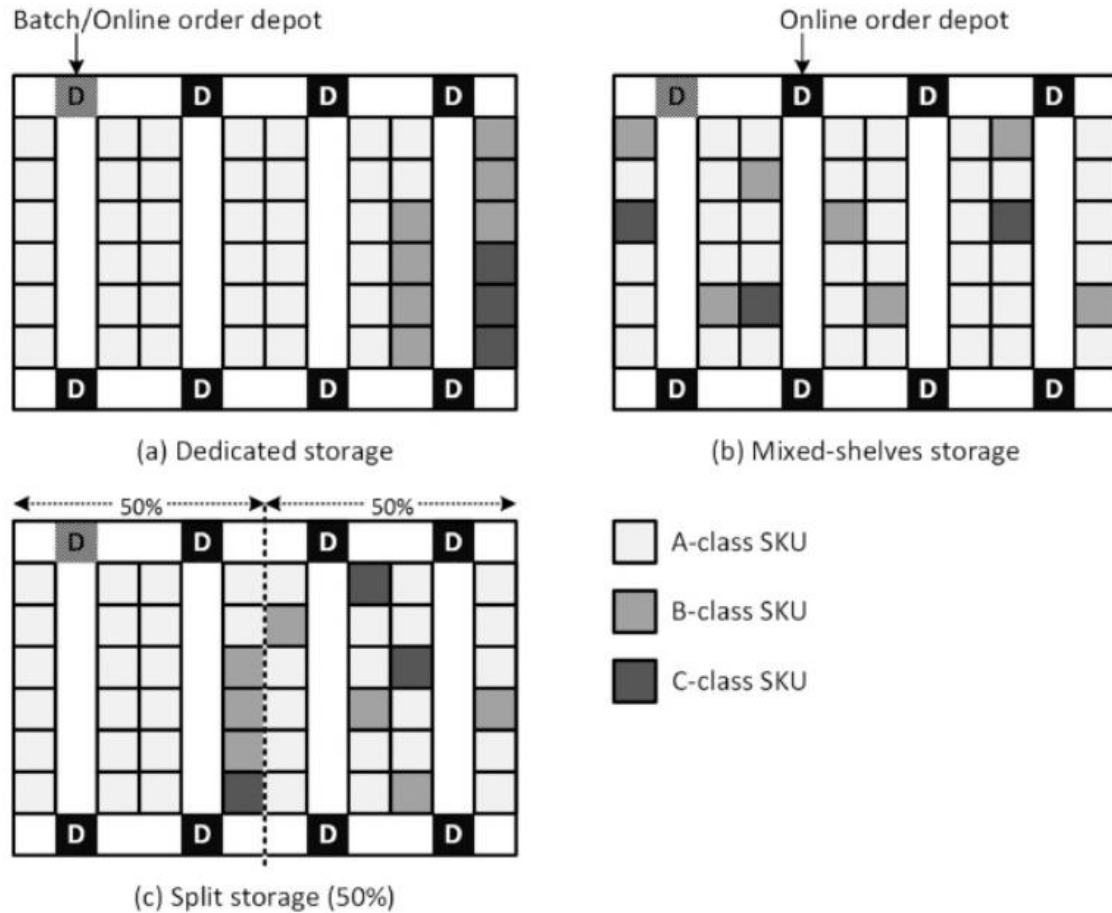 Batch/Online order depot
Online order depot
D D D D
D D D D
D D D D
D D D D
(a) Dedicated storage
(b) Mixed-shelves storage
50% 50%
D D D D
A-class SKU
B-class SKU
C-class SKU
D D D D
(c) Split storage (50%)